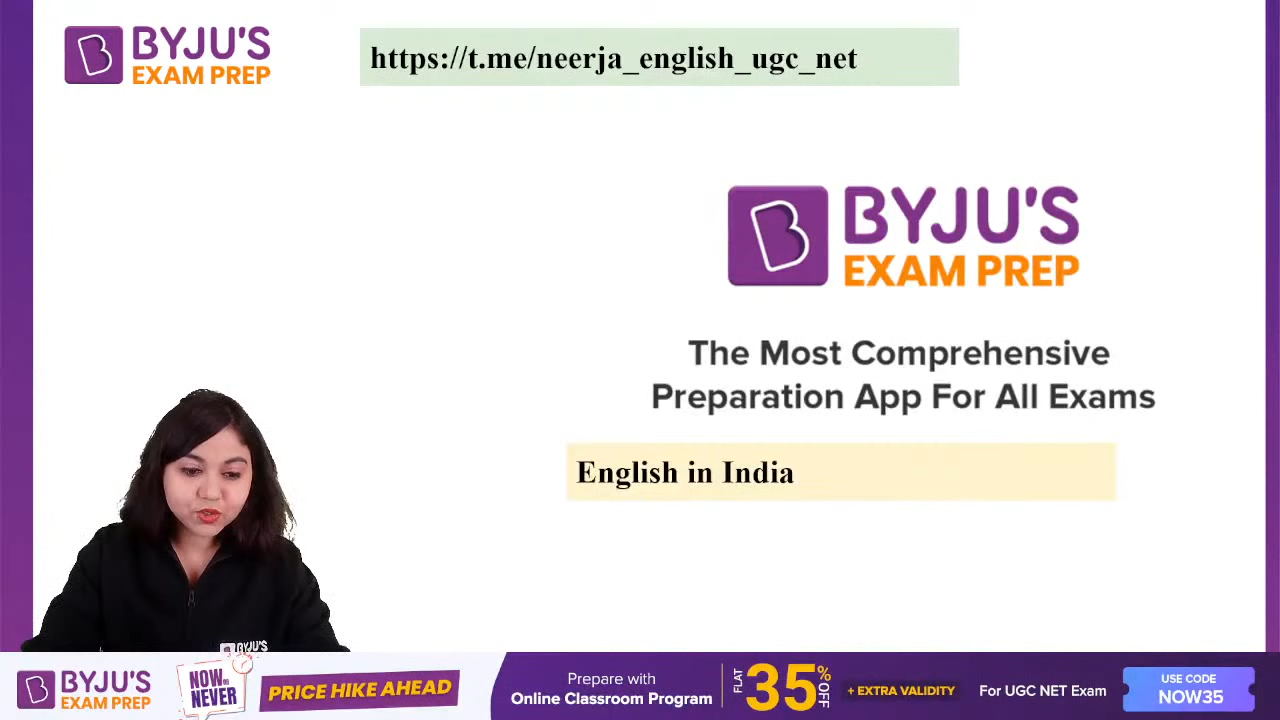 BYJU'S
EXAM PREP
https://t.me/neerja_english_ugc_net
BYJU'S
EXAM PREP
The Most Comprehensive
Preparation App For All Exams
English in India
BYJU'S
BYJU'S
EXAM PREP
NOW OR
NEVER
PRICE HIKE AHEAD
Prepare with
Online Classroom Program
FLAT
35% OFF
+ EXTRA VALIDITY
For UGC NET Exam
USE CODE
NOW35